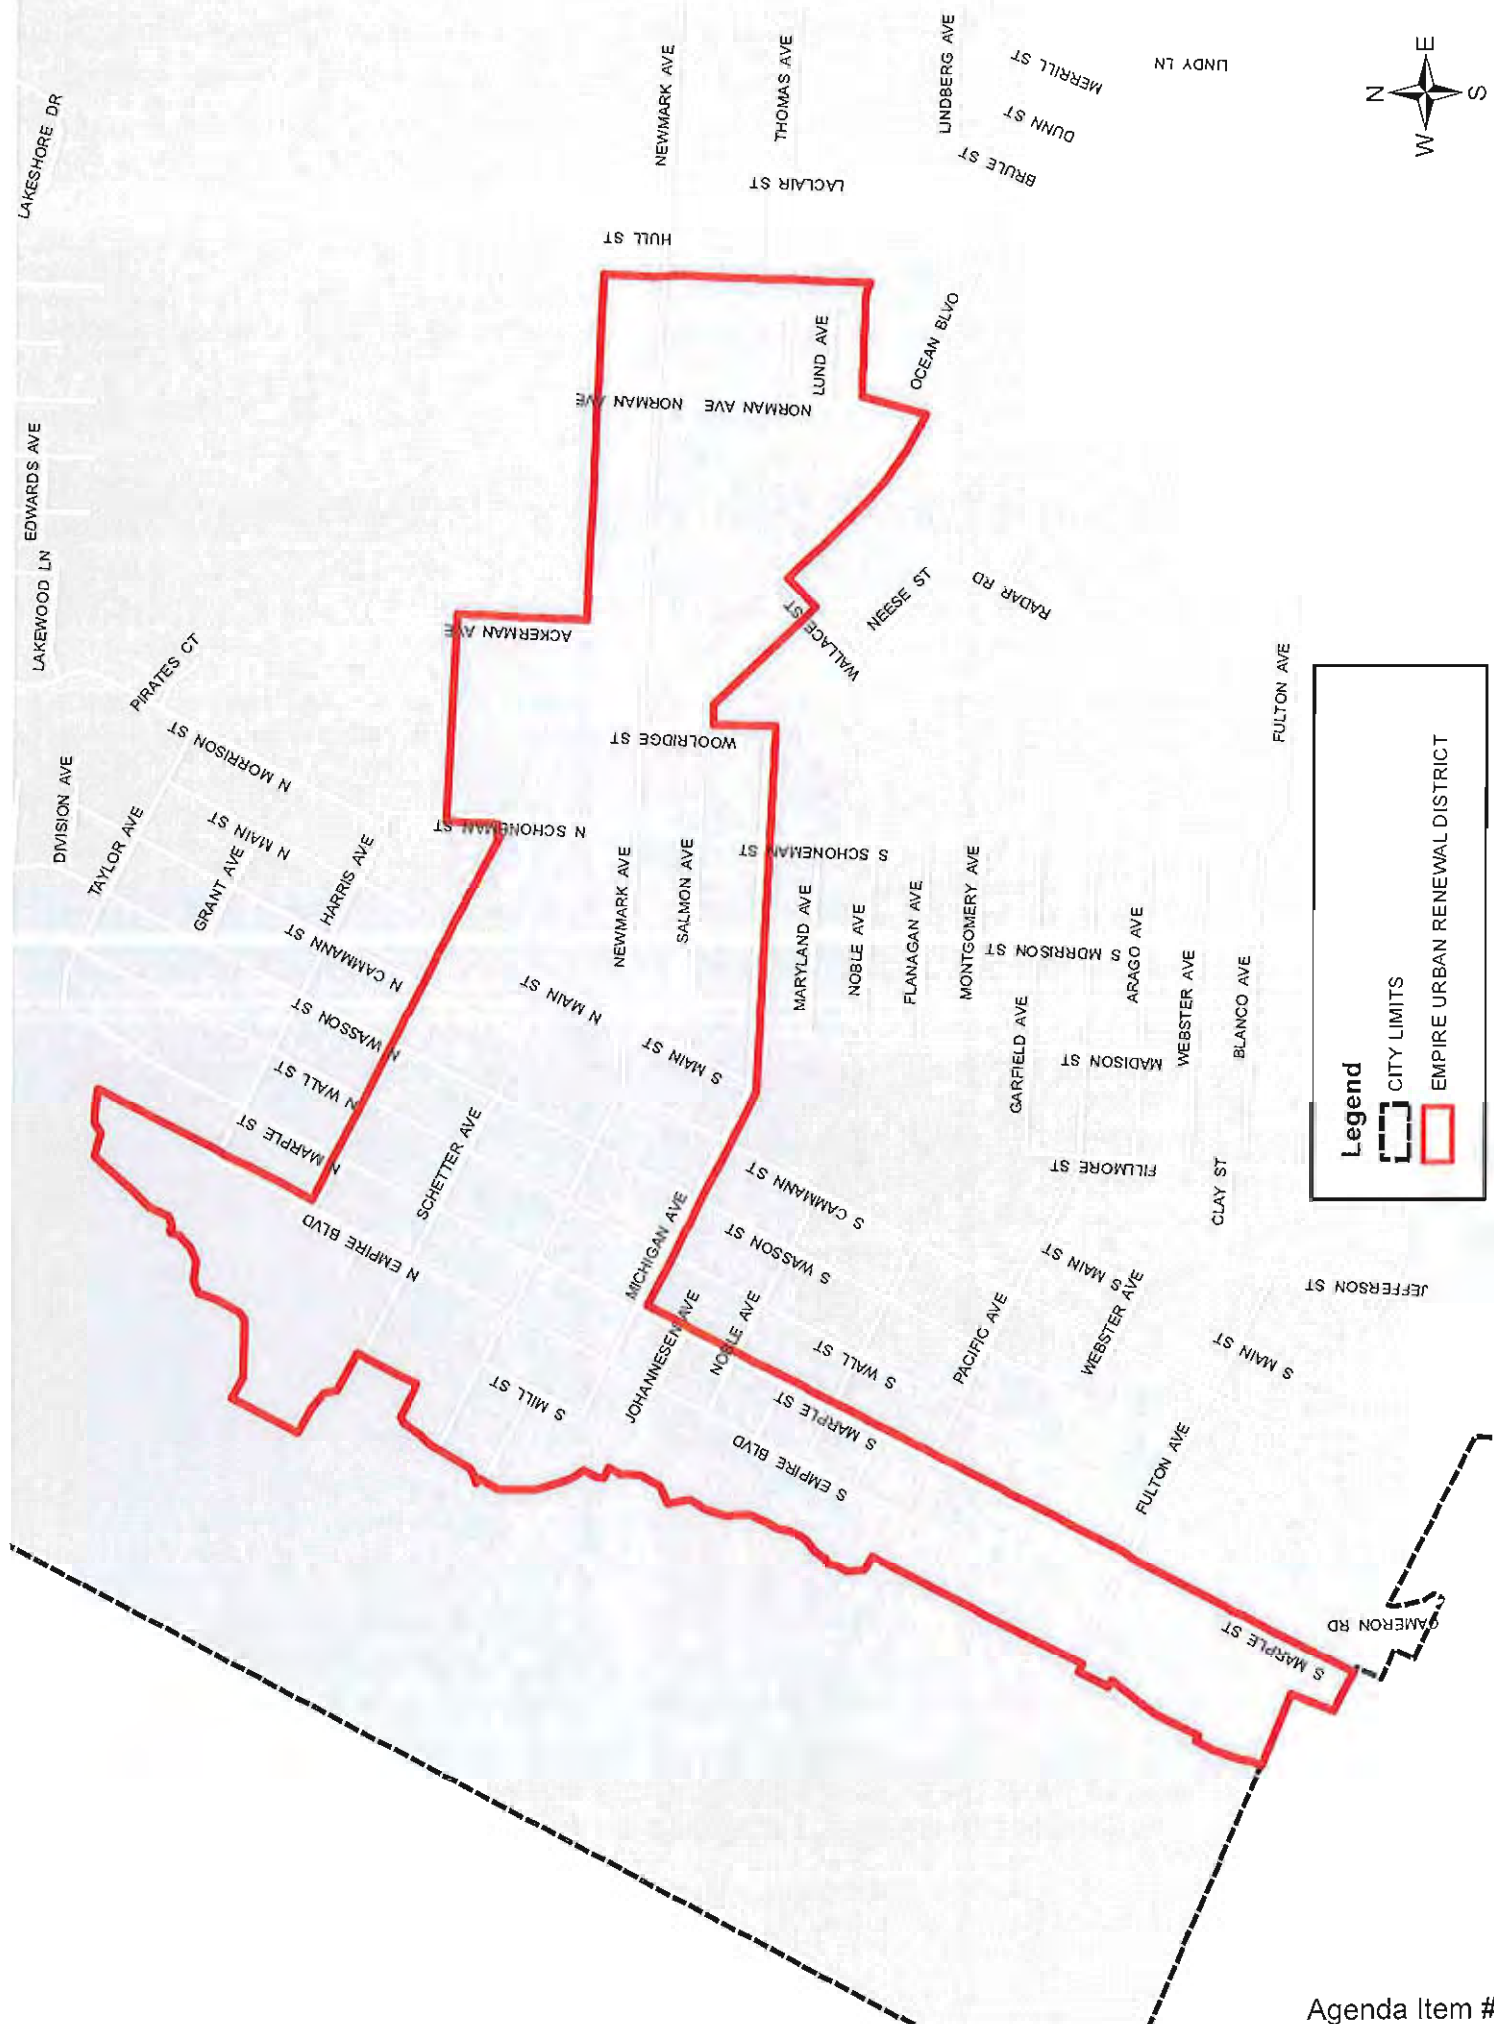 LAKESHORE DR
EDWARDS AVE
LAKEWOOD LN
DIVISION AVE
PIRATES CT
N MORRISON ST
TAYLOR AVE
N MAIN ST
GRANT AVE
HARRIS AVE
N CAMMANN ST
N WASSON ST
N WALL ST
N MARPLE ST
N EMPIRE BLVD
SCHETTER AVE
NEWMARK AVE
THOMAS AVE
LINDBERG AVE
MERRILL ST
LINDY LN
DUNN ST
BRULE ST
LACLAIR ST
HULL ST
N
W
E
S
NORMAN AVE
NORMAN AVE
NORMAN AVE
LUND AVE
OCEAN BLVD
ACKERMAN AVE
WALLACE ST
NEESE ST
RADAR RD
WOOLRIDGE ST
N SCHONEMAN ST
S SCHONEMAN ST
NEWMARK AVE
SALMON AVE
N MAIN ST
S MAIN ST
MARYLAND AVE
NOBLE AVE
FLANAGAN AVE
MONTGOMERY AVE
S MORRISON ST
GARFIELD AVE
MADISON ST
ARAGO AVE
WEBSTER AVE
BLANCO AVE
FULTON AVE
FILLMORE ST
CLAY ST
MICHIGAN AVE
S CAMMANN ST
S WASSON ST
S WALL ST
JOHANNESEN AVE
NOBLE AVE
S MILL ST
S MARPLE ST
S EMPIRE BLVD
PACIFIC AVE
S MAIN ST
WEBSTER AVE
S MAIN ST
JEFFERSON ST
FULTON AVE
S MARPLE ST
CAMERON RD
Legend
CITY LIMITS
EMPIRE URBAN RENEWAL DISTRICT
Agenda Item #